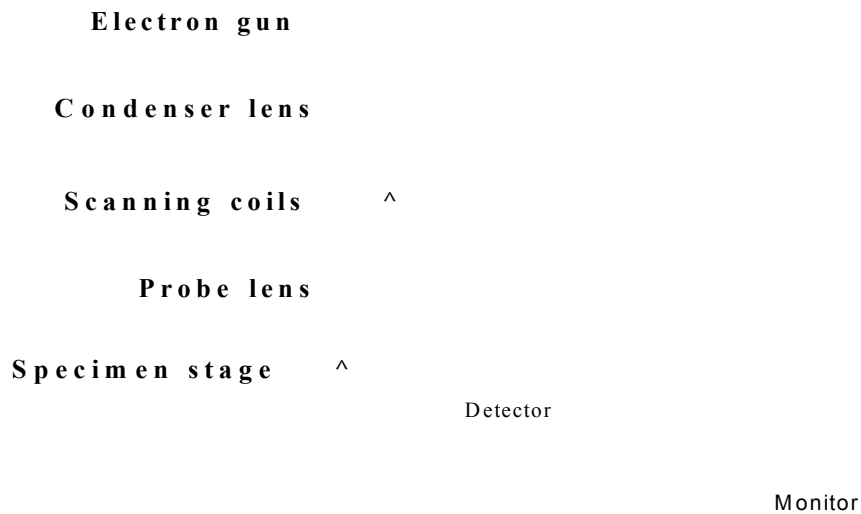 Electron gun
Condenser lens
Scanning coils ^
Probe lens
Specimen stage ^
Detector
Monitor